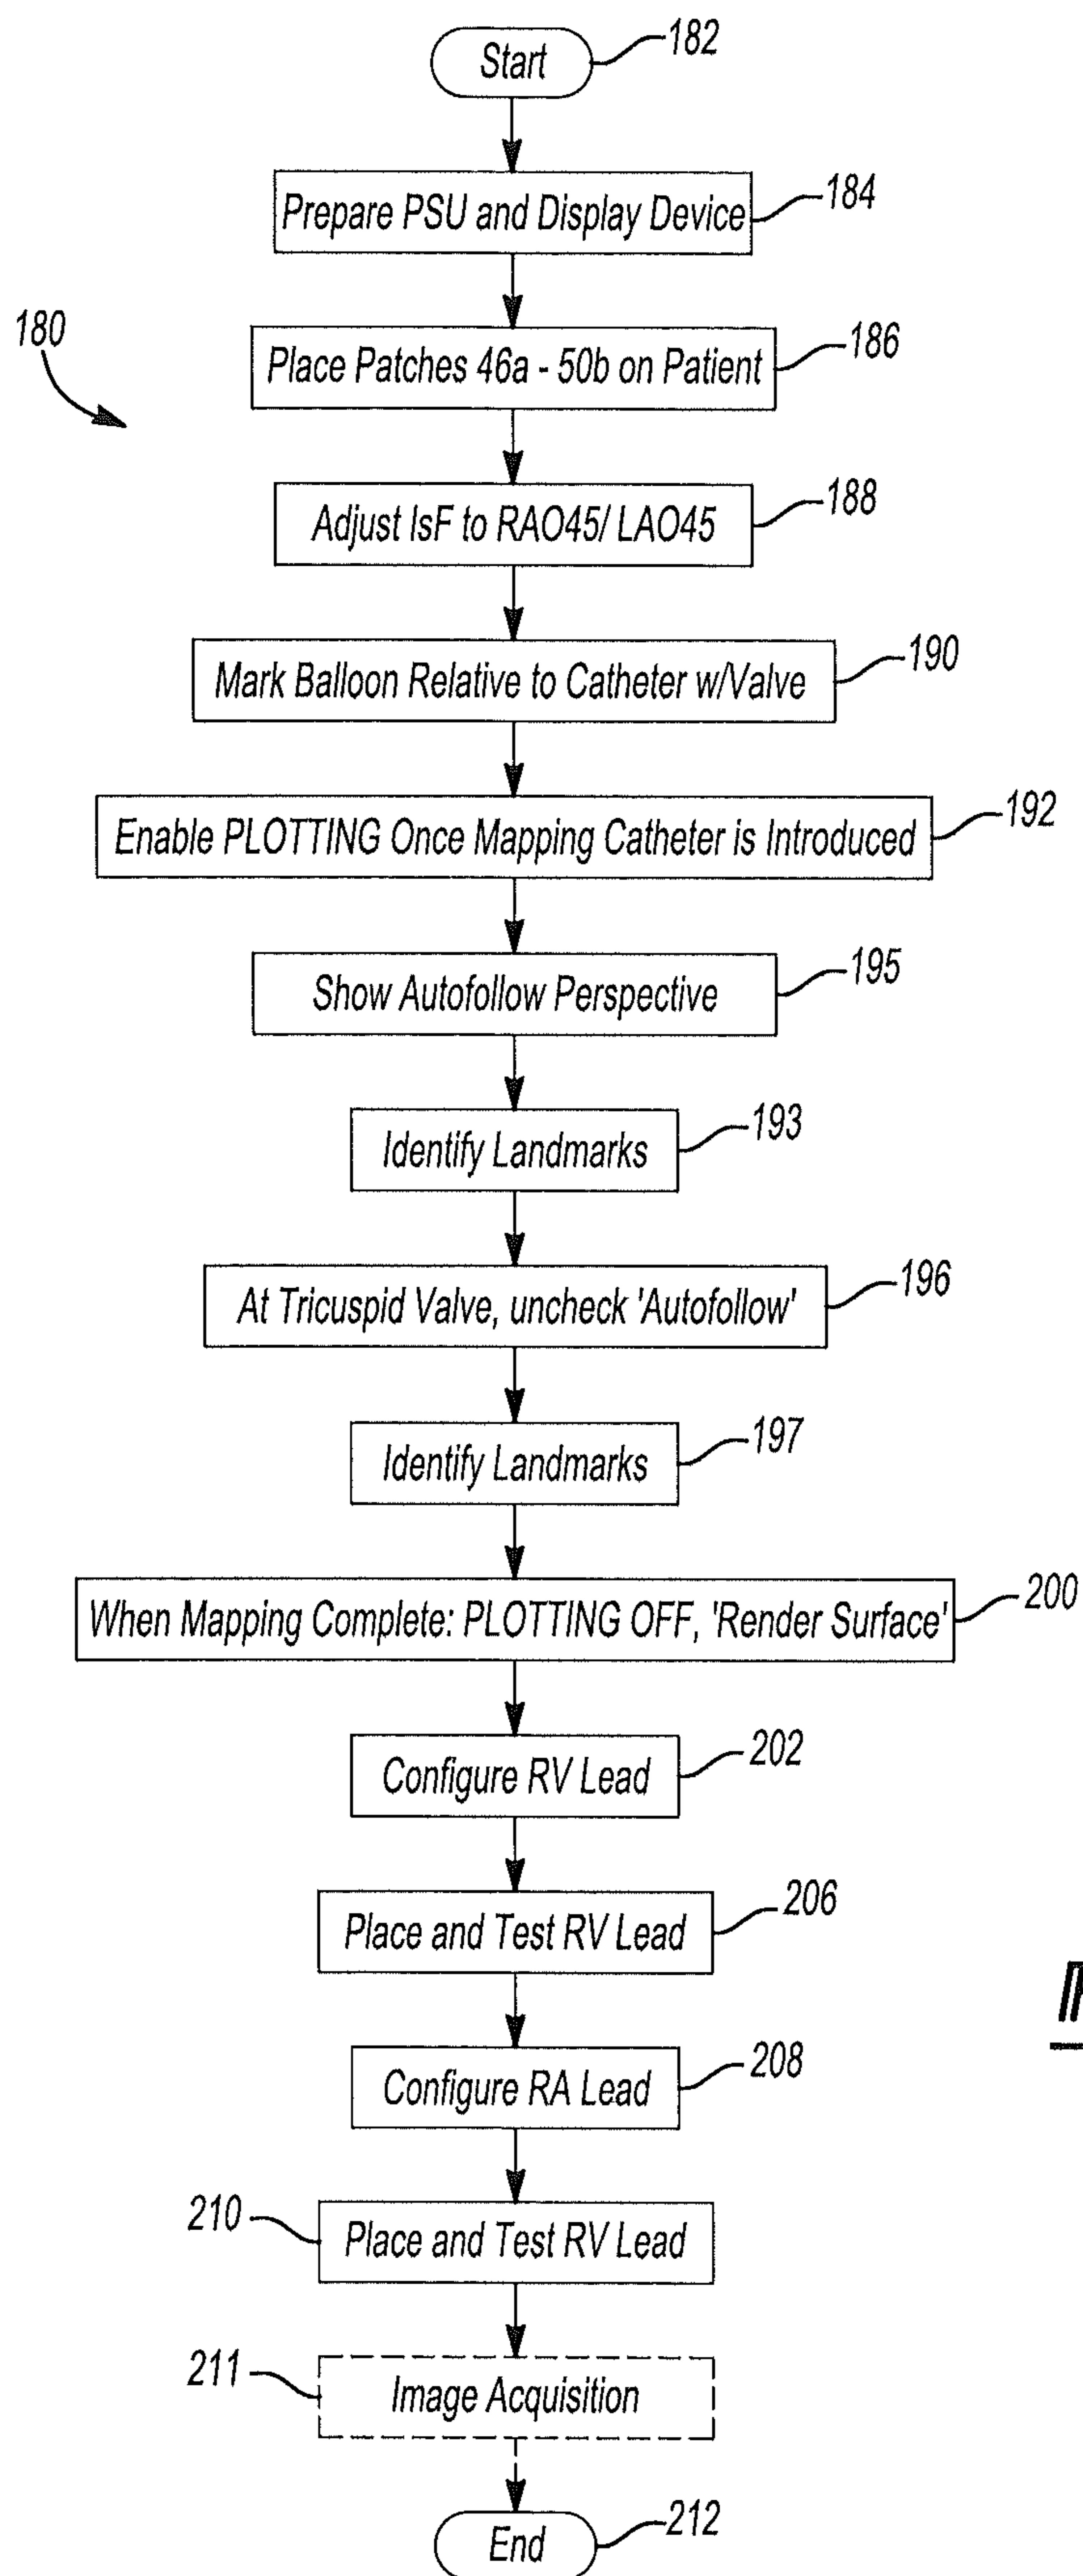 Start
182
Prepare PSU and Display Device
184
180
Place Patches 46a - 50b on Patient
186
Adjust IsF to RAO45/ LAO45
188
Mark Balloon Relative to Catheter w/Valve
190
Enable PLOTTING Once Mapping Catheter is Introduced
192
Show Autofollow Perspective
195
Identify Landmarks
193
At Tricuspid Valve, uncheck 'Autofollow'
196
Identify Landmarks
197
When Mapping Complete: PLOTTING OFF, 'Render Surface'
200
Configure RV Lead
202
Place and Test RV Lead
206
Configure RA Lead
208
210
Place and Test RV Lead
211
Image Acquisition
End
212